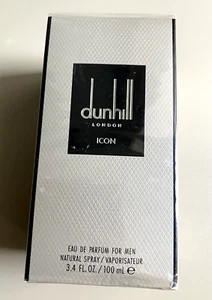 dunhill
LONDON
ICON
EAU DE PARFUM FOR MEN
NATURAL SPRAY / VAPORISATEUR
3.4 FL.OZ. / 100 mL ℮